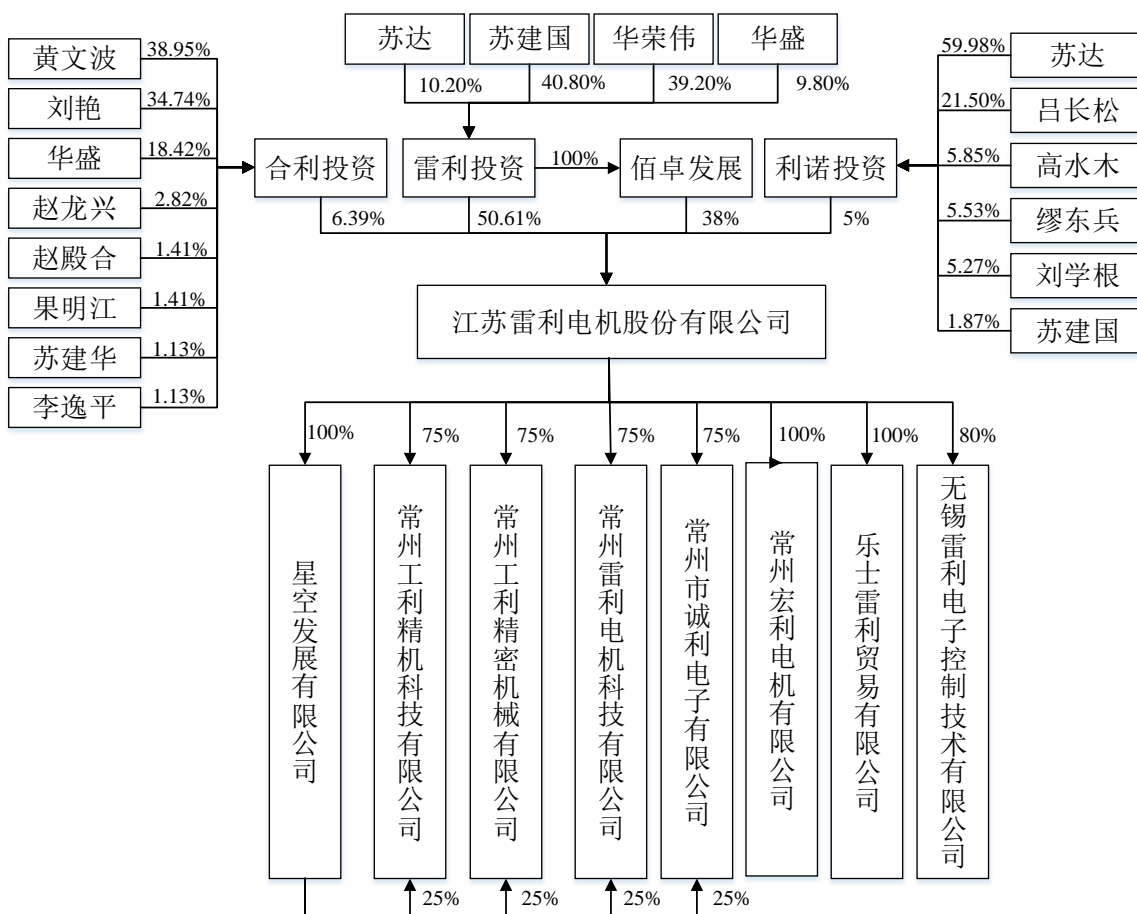 苏达
苏建国
华荣伟
华盛
10.20%
40.80%
39.20%
9.80%
黄文波
38.95%
刘艳
34.74%
华盛
18.42%
赵龙兴
2.82%
赵殿合
1.41%
果明江
1.41%
苏建华
1.13%
李逸平
1.13%
59.98%
苏达
21.50%
吕长松
5.85%
高水木
5.53%
缪东兵
5.27%
刘学根
1.87%
苏建国
合利投资
雷利投资
100%
佰卓发展
利诺投资
6.39%
50.61%
38%
5%
江苏雷利电机股份有限公司
100%
75%
75%
75%
75%
100%
100%
80%
星空发展有限公司
常州工利精机科技有限公司
常州工利精密机械有限公司
常州雷利电机科技有限公司
常州市诚利电子有限公司
常州宏利电机有限公司
乐士雷利贸易有限公司
无锡雷利电子控制技术有限公司
25%
25%
25%
25%